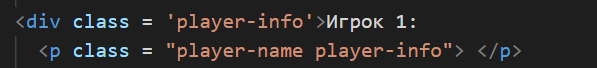 <div class = 'player-info'>Игрок 1:
<p class = "player-name player-info"> </p>